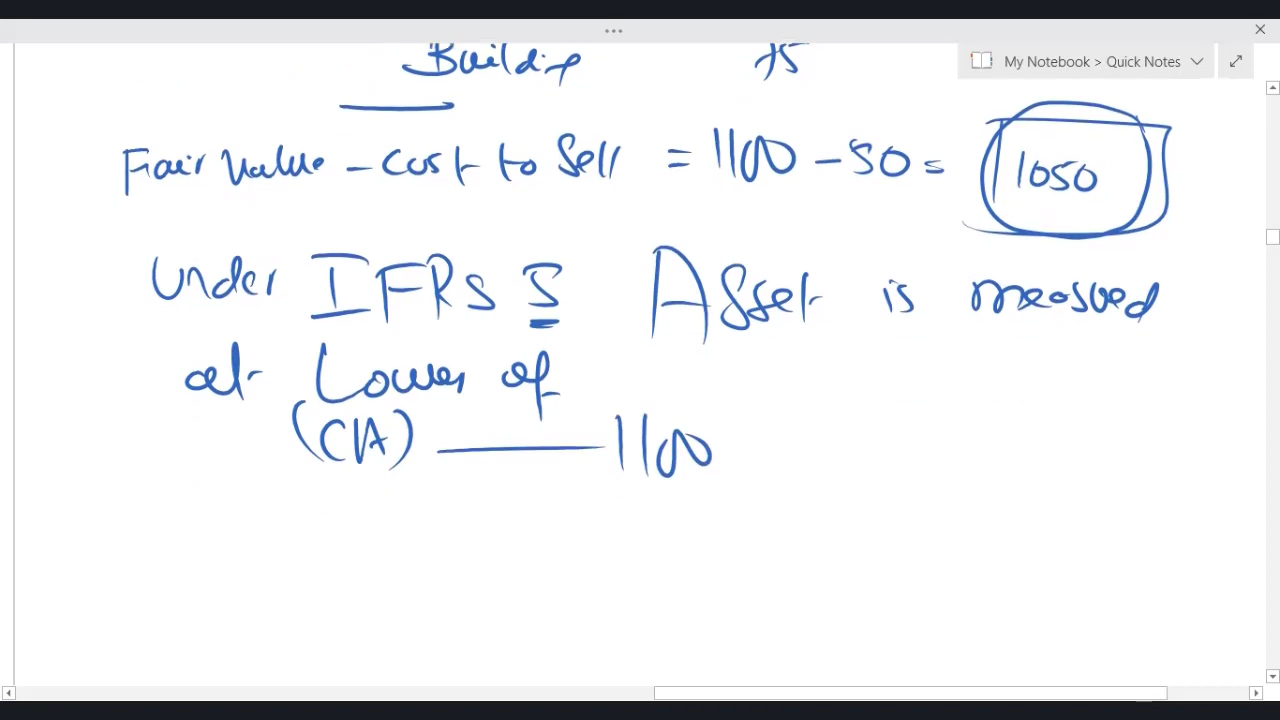 ...
My Notebook > Quick Notes
Building 75
Fair Value - Cost to Sell = 1100 - 50 = 1050
Under IFRS 5 Asset is measured
at Lower of
(CA) 1100